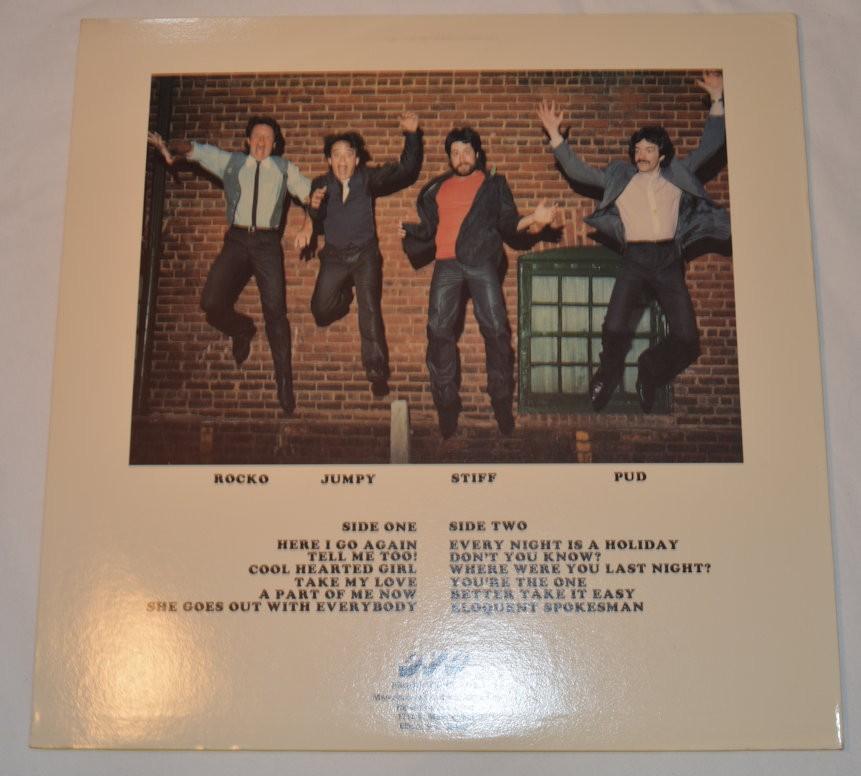 ROCKO JUMPY STIFF PUD
SIDE ONE
HERE I GO AGAIN
TELL ME TOO!
COOL HEARTED GIRL
TAKE MY LOVE
A PART OF ME NOW
SHE GOES OUT WITH EVERYBODY
SIDE TWO
EVERY NIGHT IS A HOLIDAY
DON'T YOU KNOW?
WHERE WERE YOU LAST NIGHT?
YOU'RE THE ONE
BETTER TAKE IT EASY
ELOQUENT SPOKESMAN